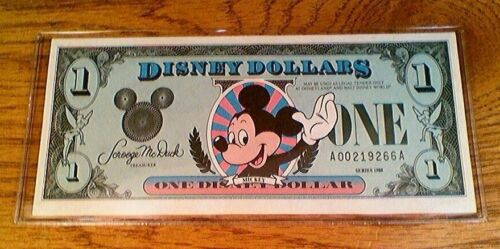 1
DISNEY DOLLARS
1
MAY BE USED AS LEGAL TENDER ONLY
AT DISNEYLAND AND WALT DISNEY WORLD
Scrooge McDuck
TREASURER
ONE
A00219266A
SERIES 1988
1
MICKEY
ONE DISNEY DOLLAR
1